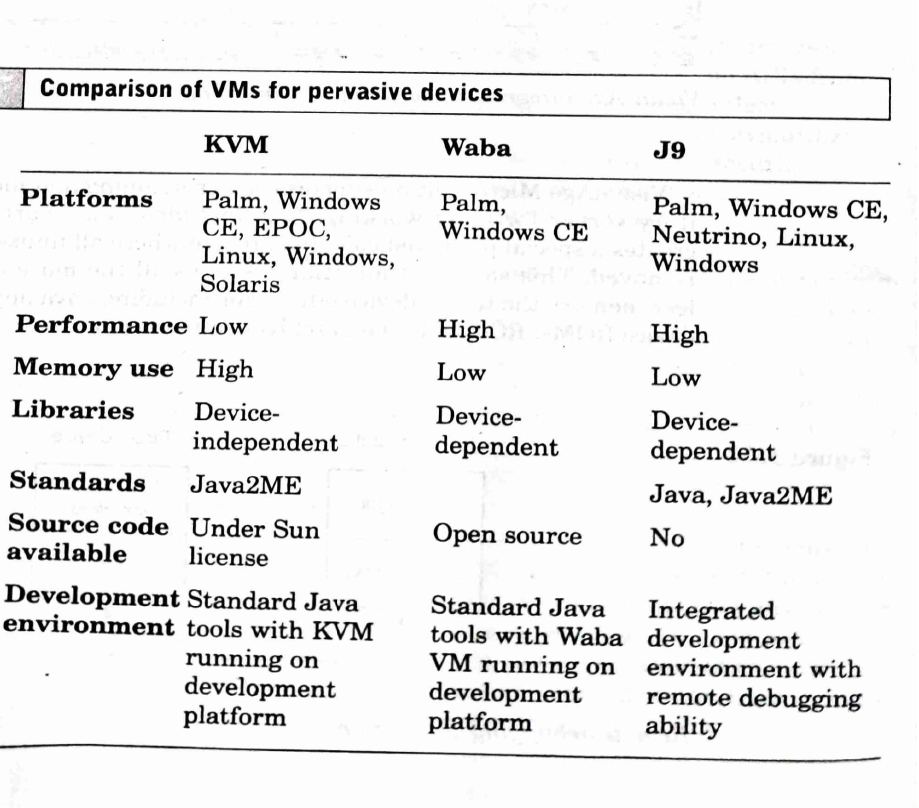 Comparison of VMs for pervasive devices
KVM Waba J9
Platforms Palm, Windows CE, EPOC, Linux, Windows, Solaris Palm, Windows CE Palm, Windows CE, Neutrino, Linux, Windows
Performance Low High High
Memory use High Low Low
Libraries Device-independent Device-dependent Device-dependent
Standards Java2ME Java, Java2ME
Source code available Under Sun license Open source No
Development environment Standard Java tools with KVM running on development platform Standard Java tools with Waba VM running on development platform Integrated development environment with remote debugging ability